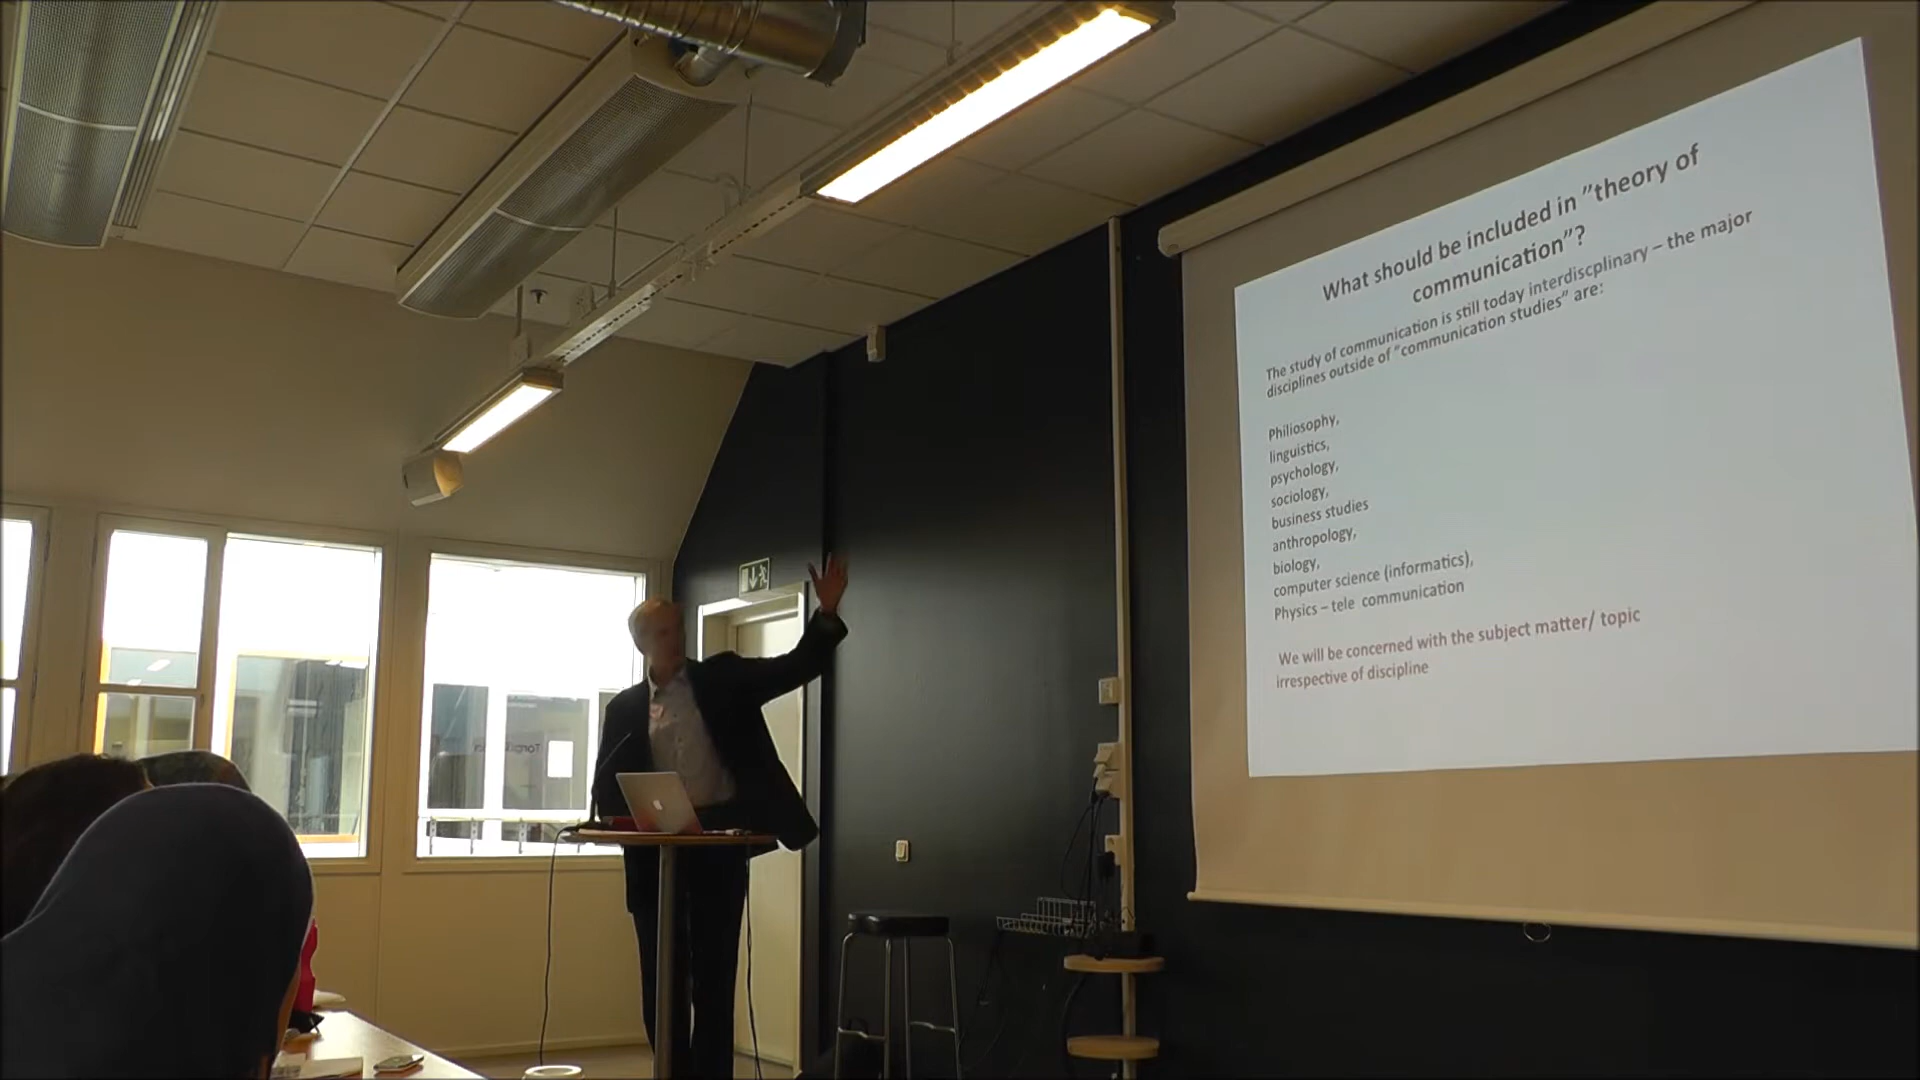 What should be included in ”theory of
communication”?
The study of communication is still today interdiscplinary – the major
disciplines outside of ”communication studies” are:
Philiosophy,
linguistics,
psychology,
sociology,
business studies
anthropology,
biology,
computer science (informatics),
Physics – tele communication
We will be concerned with the subject matter/ topic
irrespective of discipline